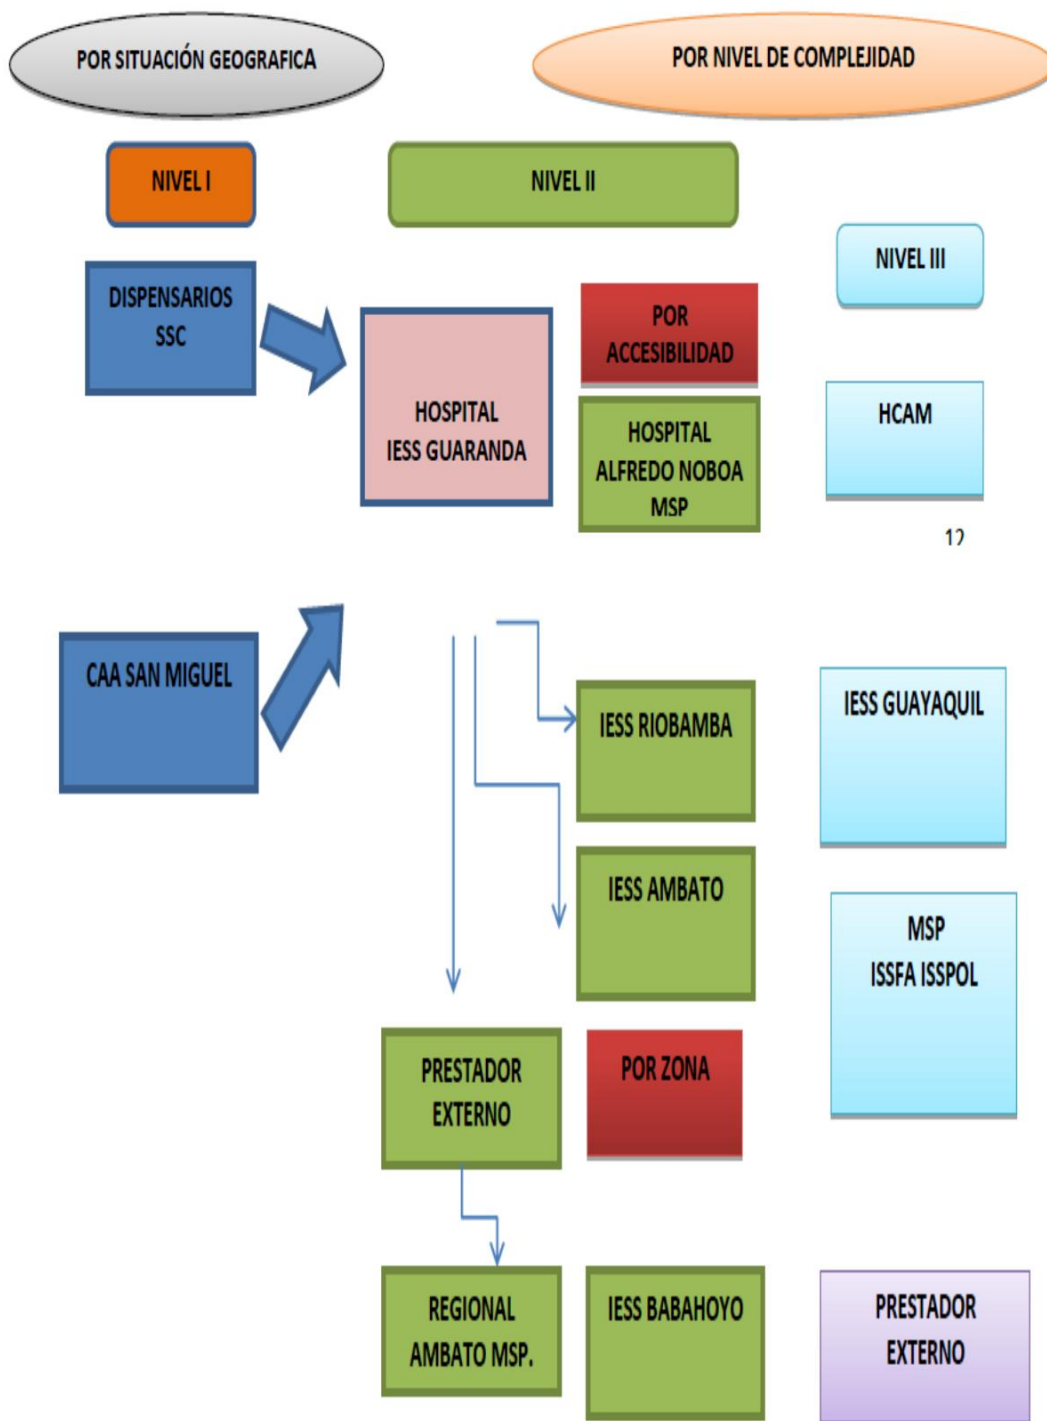 POR SITUACIÓN GEOGRAFICA
POR NIVEL DE COMPLEJIDAD
NIVEL I
NIVEL II
NIVEL III
DISPENSARIOS
SSC
HOSPITAL
IESS GUARANDA
POR
ACCESIBILIDAD
HOSPITAL
ALFREDO NOBOA
MSP
HCAM
12
CAA SAN MIGUEL
IESS RIOBAMBA
IESS GUAYAQUIL
IESS AMBATO
MSP
ISSFA ISSPOL
PRESTADOR
EXTERNO
POR ZONA
REGIONAL
AMBATO MSP.
IESS BABAHOYO
PRESTADOR
EXTERNO